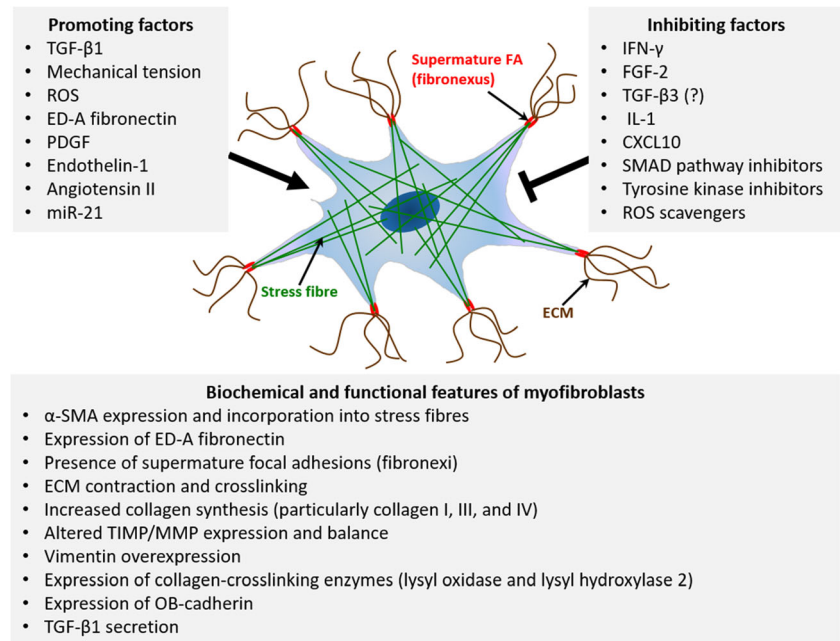 Promoting factors
• TGF-β1
• Mechanical tension
• ROS
• ED-A fibronectin
• PDGF
• Endothelin-1
• Angiotensin II
• miR-21
Supermature FA
(fibronexus)
Stress fibre
ECM
Inhibiting factors
• IFN-γ
• FGF-2
• TGF-β3 (?)
• IL-1
• CXCL10
• SMAD pathway inhibitors
• Tyrosine kinase inhibitors
• ROS scavengers
Biochemical and functional features of myofibroblasts
• α-SMA expression and incorporation into stress fibres
• Expression of ED-A fibronectin
• Presence of supermature focal adhesions (fibronexi)
• ECM contraction and crosslinking
• Increased collagen synthesis (particularly collagen I, III, and IV)
• Altered TIMP/MMP expression and balance
• Vimentin overexpression
• Expression of collagen-crosslinking enzymes (lysyl oxidase and lysyl hydroxylase 2)
• Expression of OB-cadherin
• TGF-β1 secretion